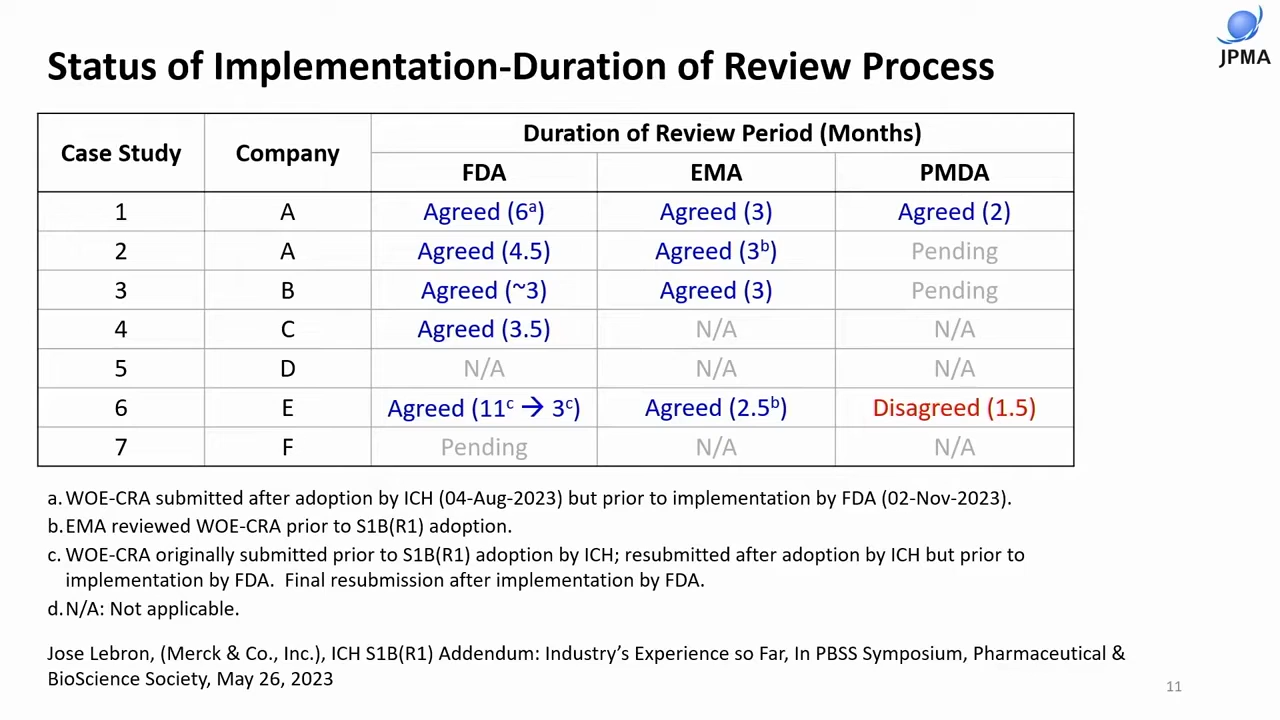 JPMA
Status of Implementation-Duration of Review Process
Case Study Company Duration of Review Period (Months)
FDA EMA PMDA
1 A Agreed (6ᵃ) Agreed (3) Agreed (2)
2 A Agreed (4.5) Agreed (3ᵇ) Pending
3 B Agreed (~3) Agreed (3) Pending
4 C Agreed (3.5) N/A N/A
5 D N/A N/A N/A
6 E Agreed (11ᶜ → 3ᶜ) Agreed (2.5ᵇ) Disagreed (1.5)
7 F Pending N/A N/A
a. WOE-CRA submitted after adoption by ICH (04-Aug-2023) but prior to implementation by FDA (02-Nov-2023).
b. EMA reviewed WOE-CRA prior to S1B(R1) adoption.
c. WOE-CRA originally submitted prior to S1B(R1) adoption by ICH; resubmitted after adoption by ICH but prior to
implementation by FDA. Final resubmission after implementation by FDA.
d. N/A: Not applicable.
Jose Lebron, (Merck & Co., Inc.), ICH S1B(R1) Addendum: Industry’s Experience so Far, In PBSS Symposium, Pharmaceutical &
BioScience Society, May 26, 2023
11